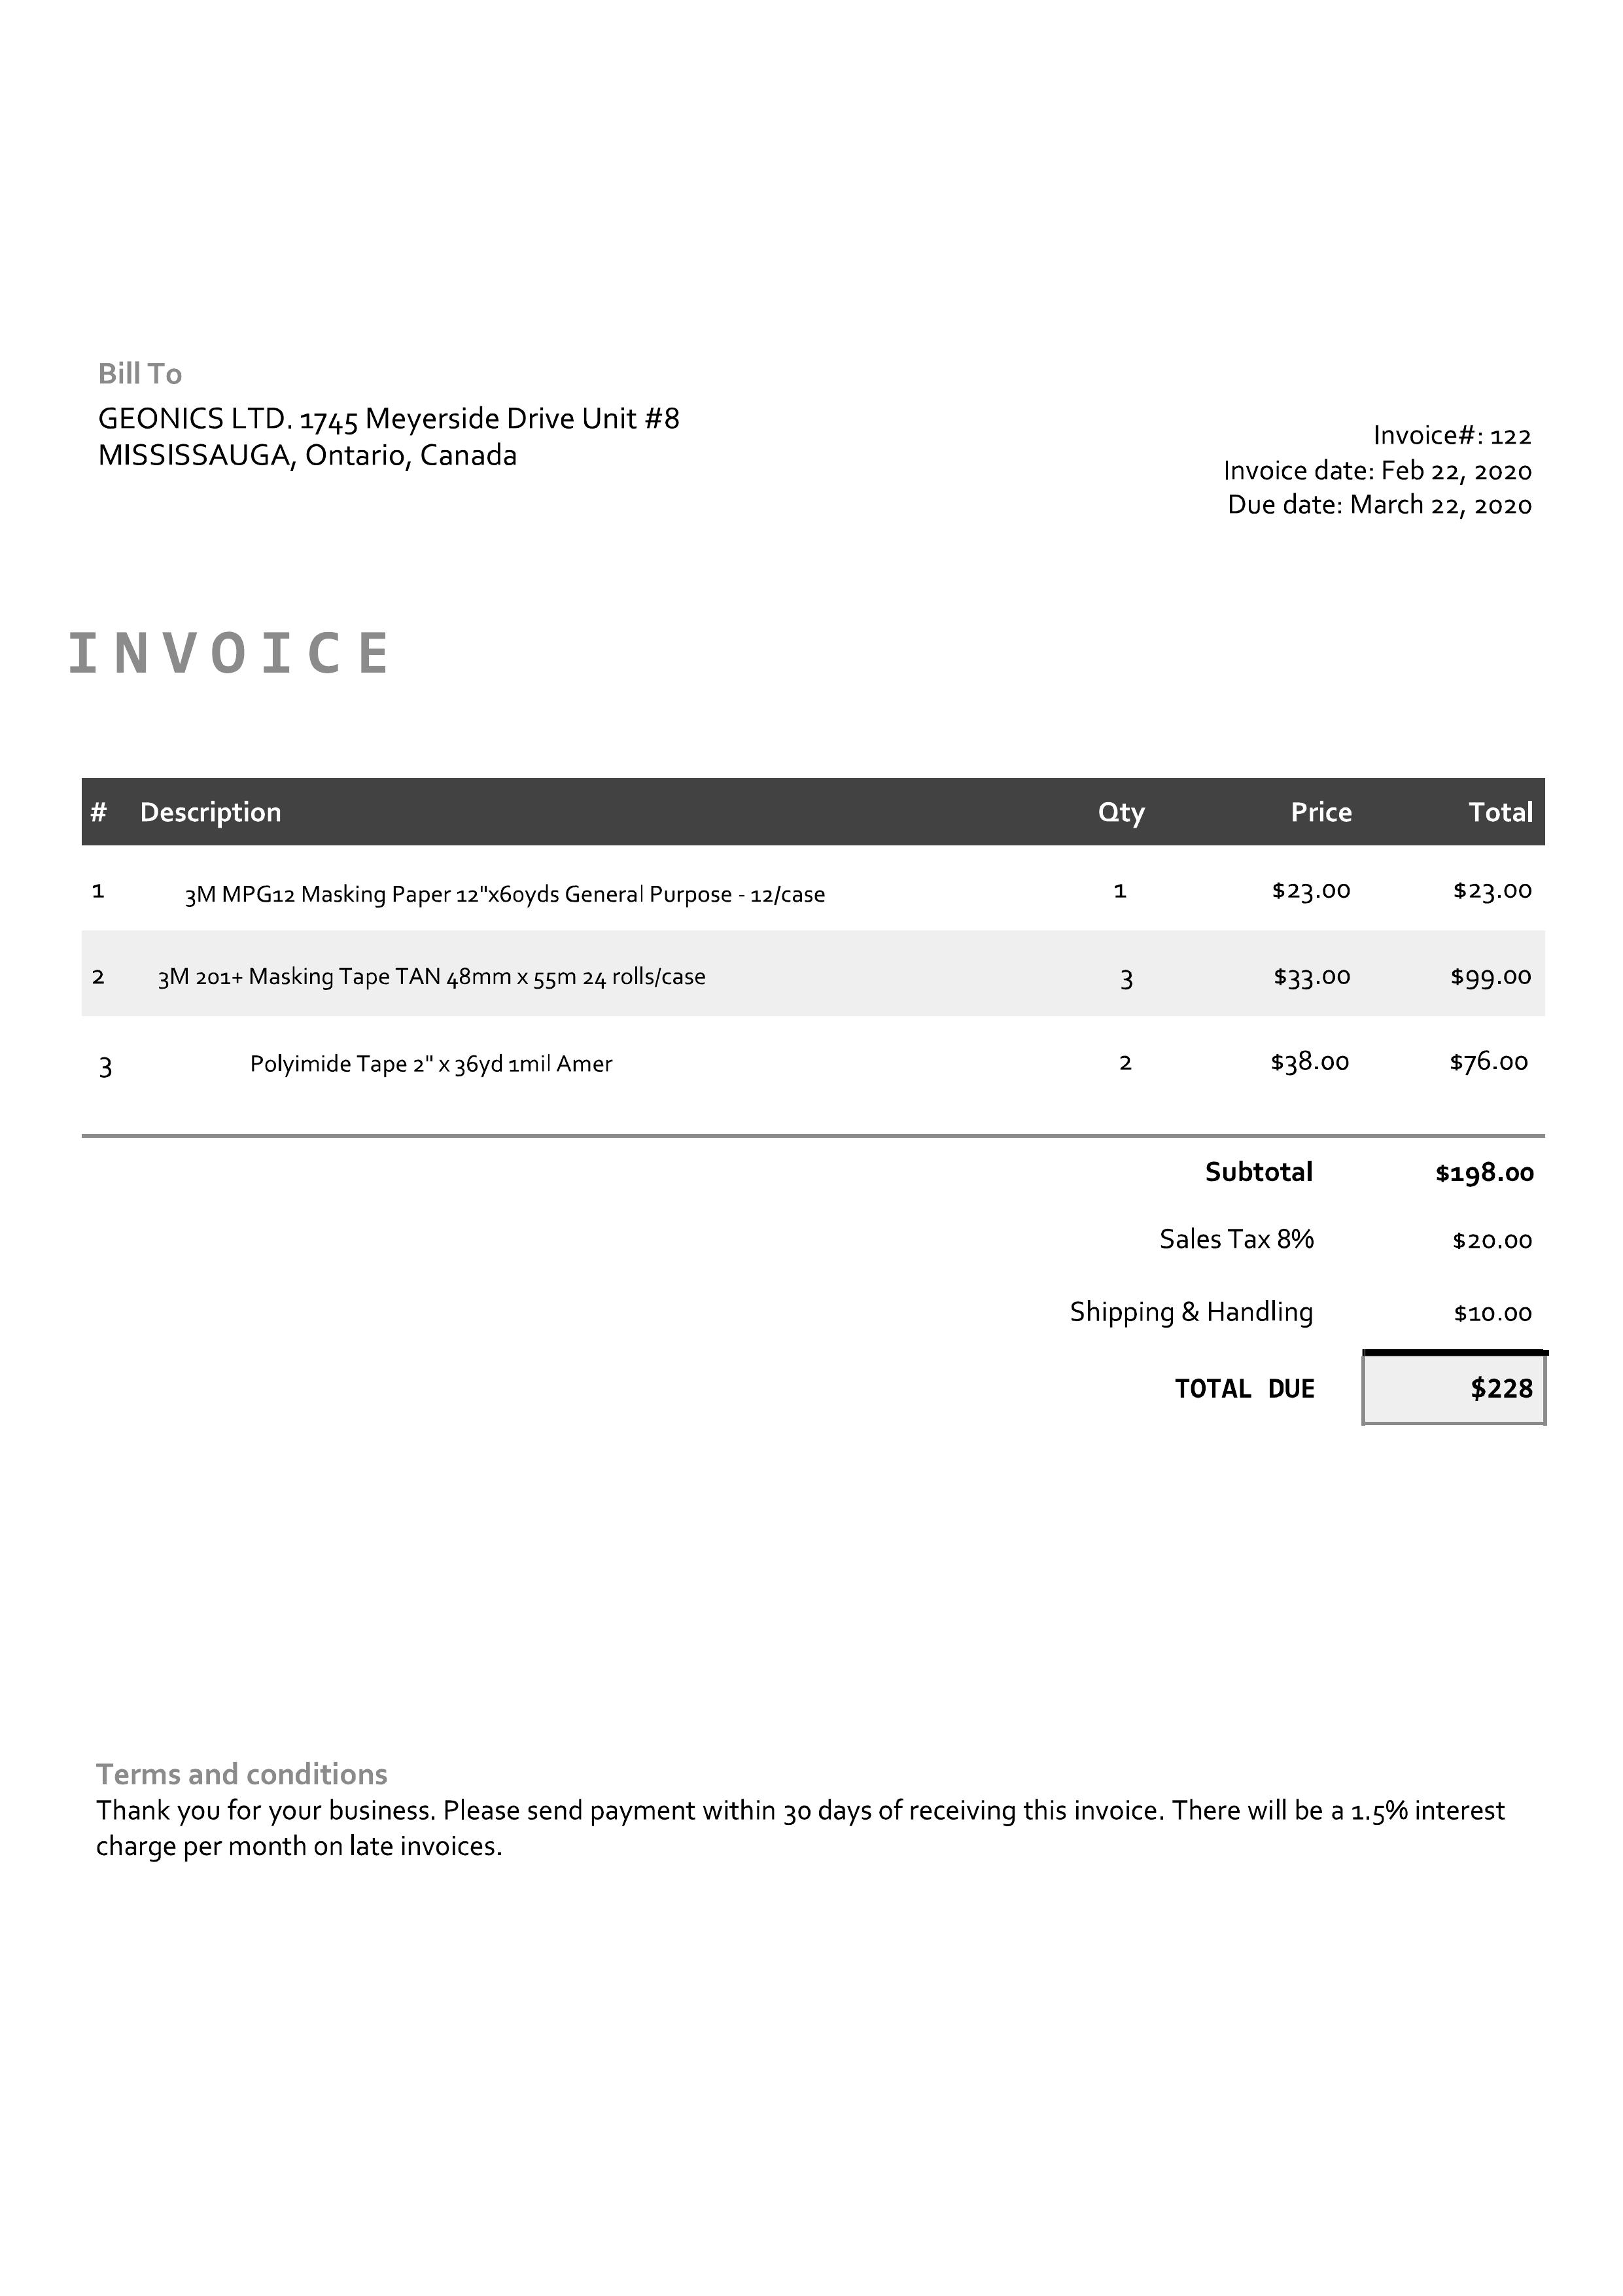 Bill To
GEONICS LTD. 1745 Meyerside Drive Unit #8
MISSISSAUGA, Ontario, Canada
Invoice#: 122
Invoice date: Feb 22, 2020
Due date: March 22, 2020
INVOICE
# Description Qty Price Total
1 3M MPG12 Masking Paper 12"x60yds General Purpose - 12/case 1 $23.00 $23.00
2 3M 201+ Masking Tape TAN 48mm x 55m 24 rolls/case 3 $33.00 $99.00
3 Polyimide Tape 2" x 36yd 1mil Amer 2 $38.00 $76.00
Subtotal $198.00
Sales Tax 8% $20.00
Shipping & Handling $10.00
TOTAL DUE $228
Terms and conditions
Thank you for your business. Please send payment within 30 days of receiving this invoice. There will be a 1.5% interest
charge per month on late invoices.